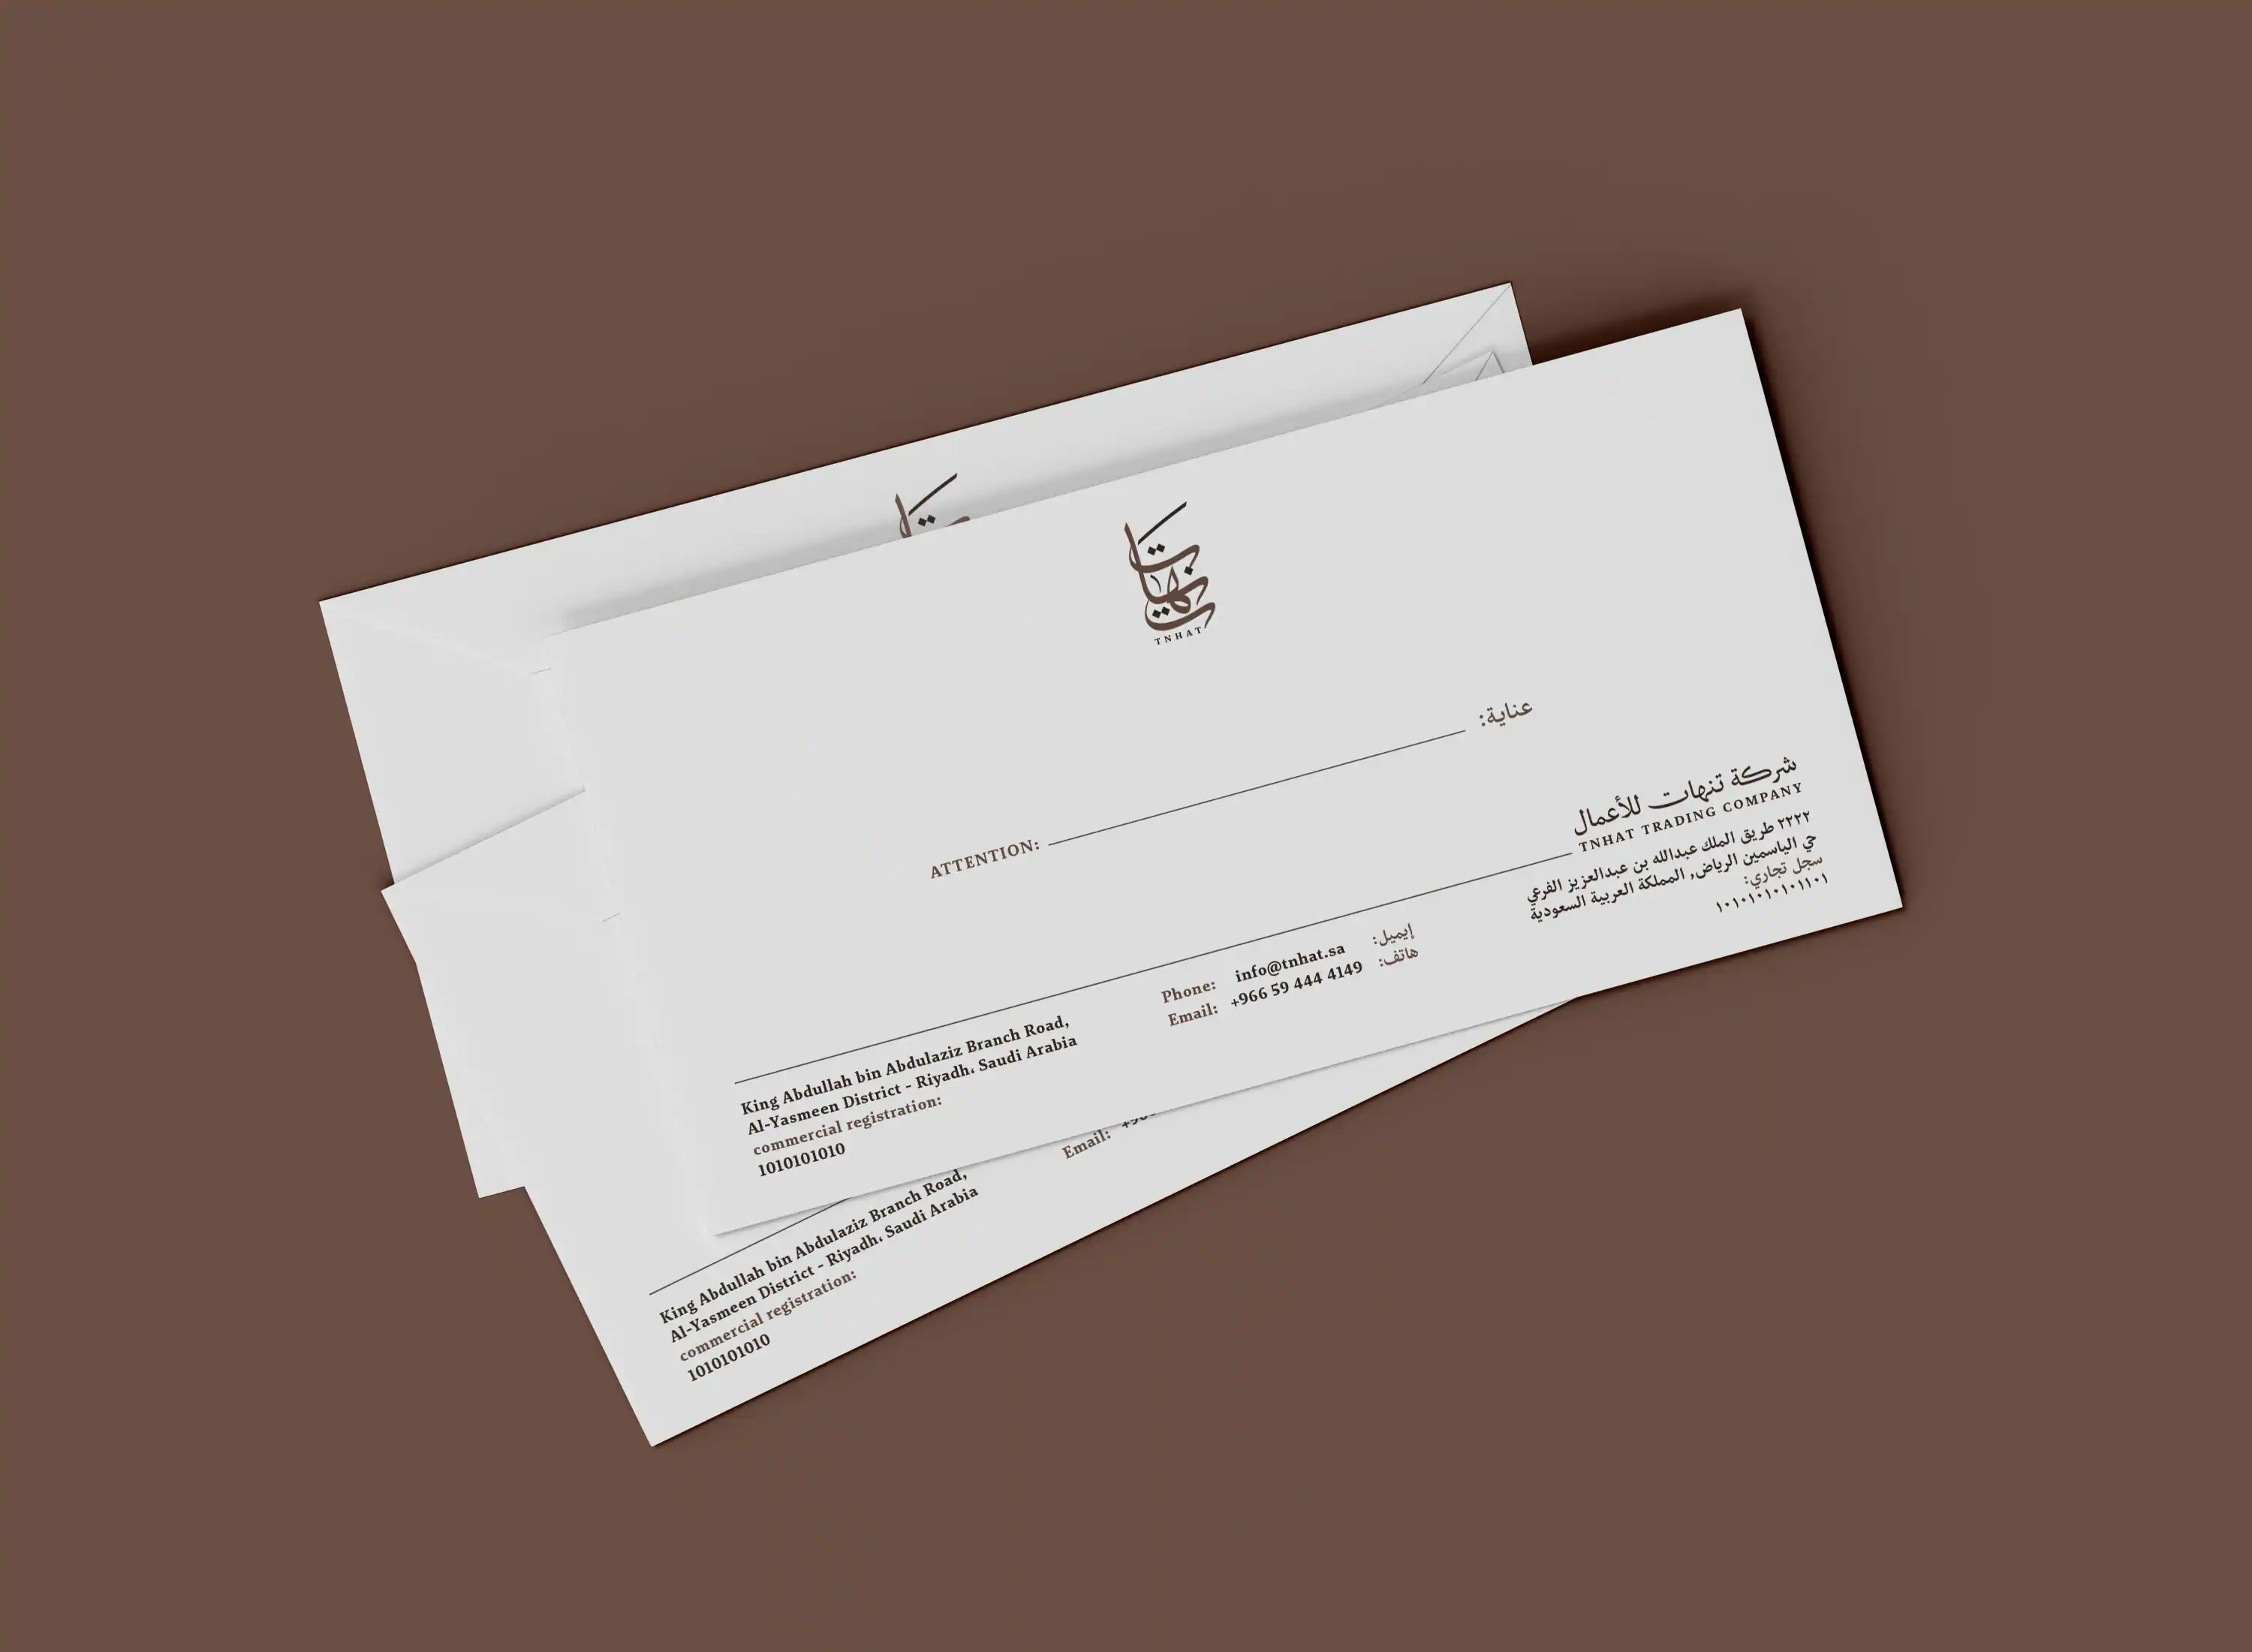 تنهات
TNHAT
عناية:
ATTENTION:
شركة تنهات للأعمال
TNHAT TRADING COMPANY
٢٢٢٢ طريق الملك عبدالله بن عبدالعزيز الفرعي
حي الياسمين الرياض, المملكة العربية السعودية
سجل تجاري:
١٠١٠١٠١٠١٠١١٠١
Phone: info@tnhat.sa إيميل:
Email: +966 59 444 4149 هاتف:
King Abdullah bin Abdulaziz Branch Road,
Al-Yasmeen District - Riyadh، Saudi Arabia
commercial registration:
1010101010
Email: +96
King Abdullah bin Abdulaziz Branch Road,
Al-Yasmeen District - Riyadh، Saudi Arabia
commercial registration:
1010101010